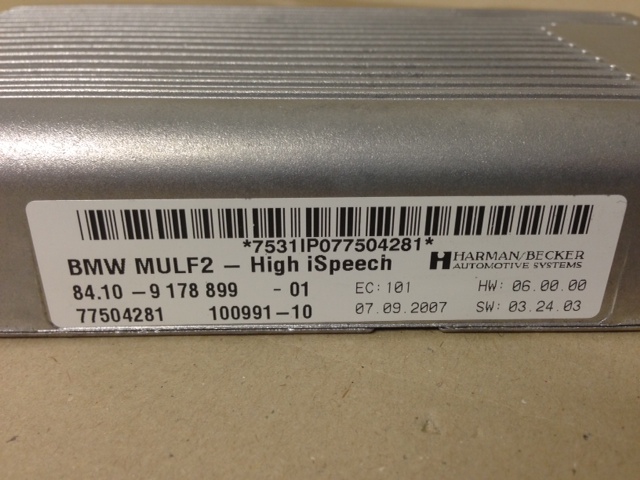 *7531IP077504281*
BMW MULF2 – High iSpeech
HARMAN/BECKER
AUTOMOTIVE SYSTEMS
84.10 – 9 178 899 - 01 EC: 101 HW: 06.00.00
77504281 100991–10 07.09.2007 SW: 03.24.03